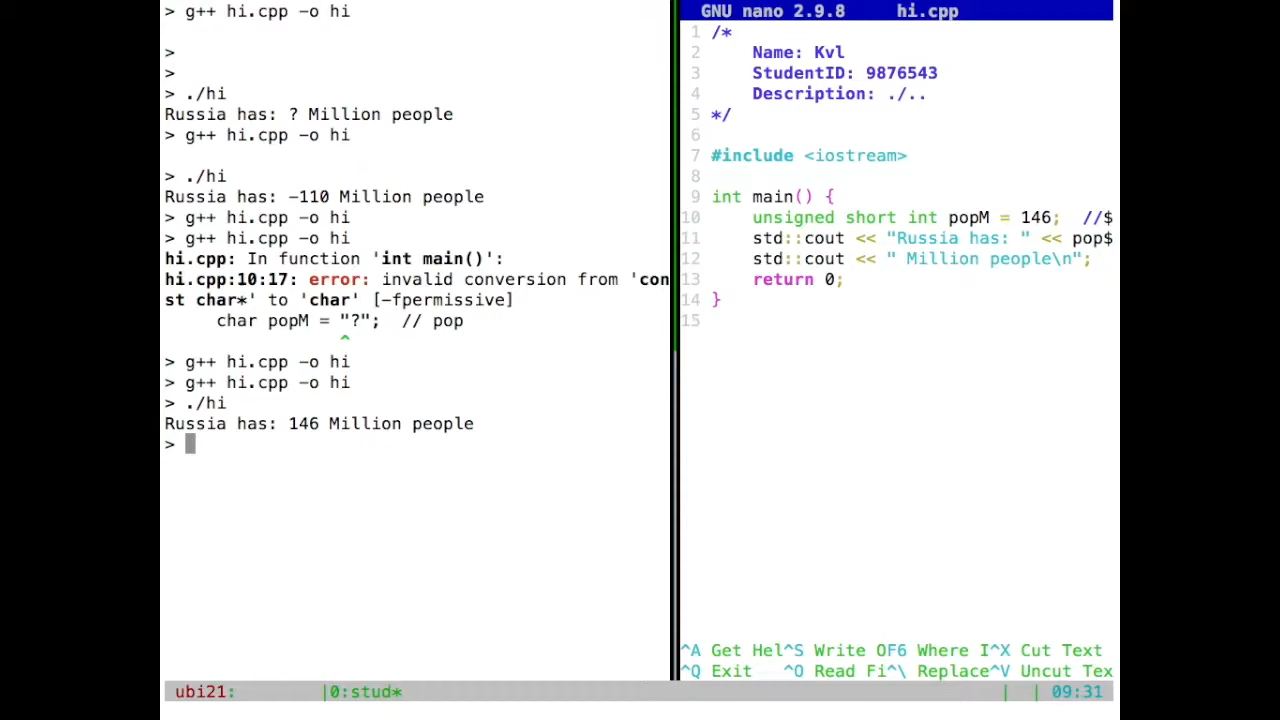 > g++ hi.cpp -o hi
>
>
> ./hi
Russia has: ? Million people
> g++ hi.cpp -o hi
> ./hi
Russia has: -110 Million people
> g++ hi.cpp -o hi
> g++ hi.cpp -o hi
hi.cpp: In function 'int main()':
hi.cpp:10:17: error: invalid conversion from 'con
st char*' to 'char' [-fpermissive]
     char popM = "?";  // pop
                 ^
> g++ hi.cpp -o hi
> g++ hi.cpp -o hi
> ./hi
Russia has: 146 Million people
>
GNU nano 2.9.8     hi.cpp
1 /*
2     Name: Kvl
3     StudentID: 9876543
4     Description: ./..
5 */
6
7 #include <iostream>
8
9 int main() {
10     unsigned short int popM = 146;  //$
11     std::cout << "Russia has: " << pop$
12     std::cout << " Million people\n";
13     return 0;
14 }
15
^A Get Hel^S Write OF6 Where I^X Cut Text
^Q Exit   ^O Read Fi^\ Replace^V Uncut Tex
ubi21:        |0:stud*        |  | 09:31